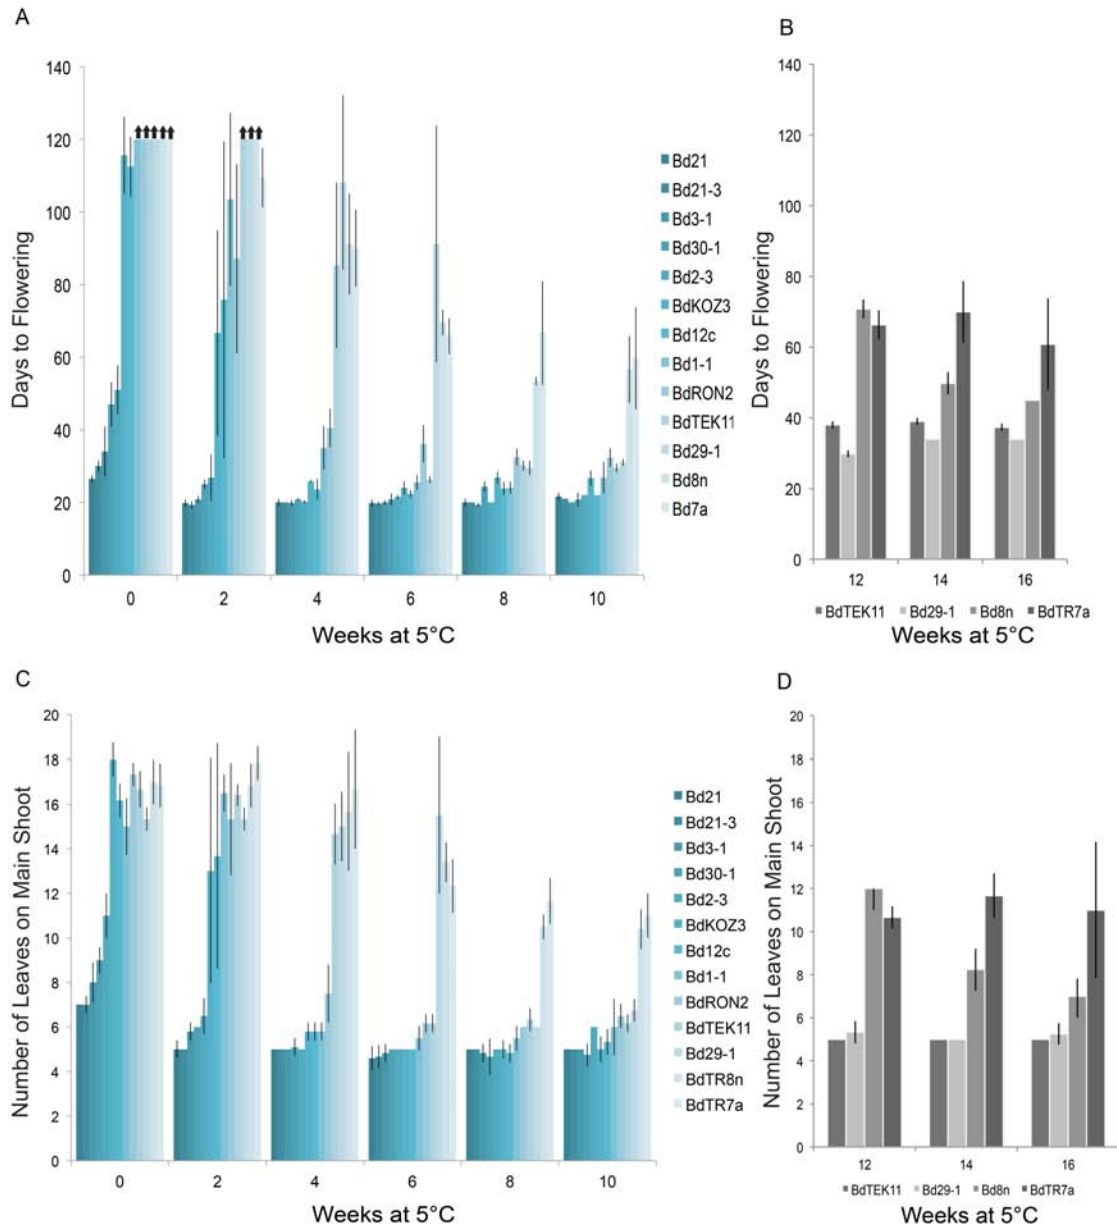 A
140
120
100
80
60
40
20
0
Days to Flowering
0 2 4 6 8 10
Weeks at 5°C
Bd21
Bd21-3
Bd3-1
Bd30-1
Bd2-3
BdKOZ3
Bd12c
Bd1-1
BdRON2
BdTEK11
Bd29-1
Bd8n
Bd7a
B
140
120
100
80
60
40
20
0
Days to Flowering
12 14 16
BdTEK11 Bd29-1 Bd8n BdTR7a
Weeks at 5°C
C
20
18
16
14
12
10
8
6
4
2
0
Number of Leaves on Main Shoot
0 2 4 6 8 10
Weeks at 5°C
Bd21
Bd21-3
Bd3-1
Bd30-1
Bd2-3
BdKOZ3
Bd12c
Bd1-1
BdRON2
BdTEK11
Bd29-1
BdTR8n
BdTR7a
D
20
18
16
14
12
10
8
6
4
2
0
Number of Leaves on Main Shoot
12 14 16
BdTEK11 Bd29-1 Bd8n BdTR7a
Weeks at 5°C